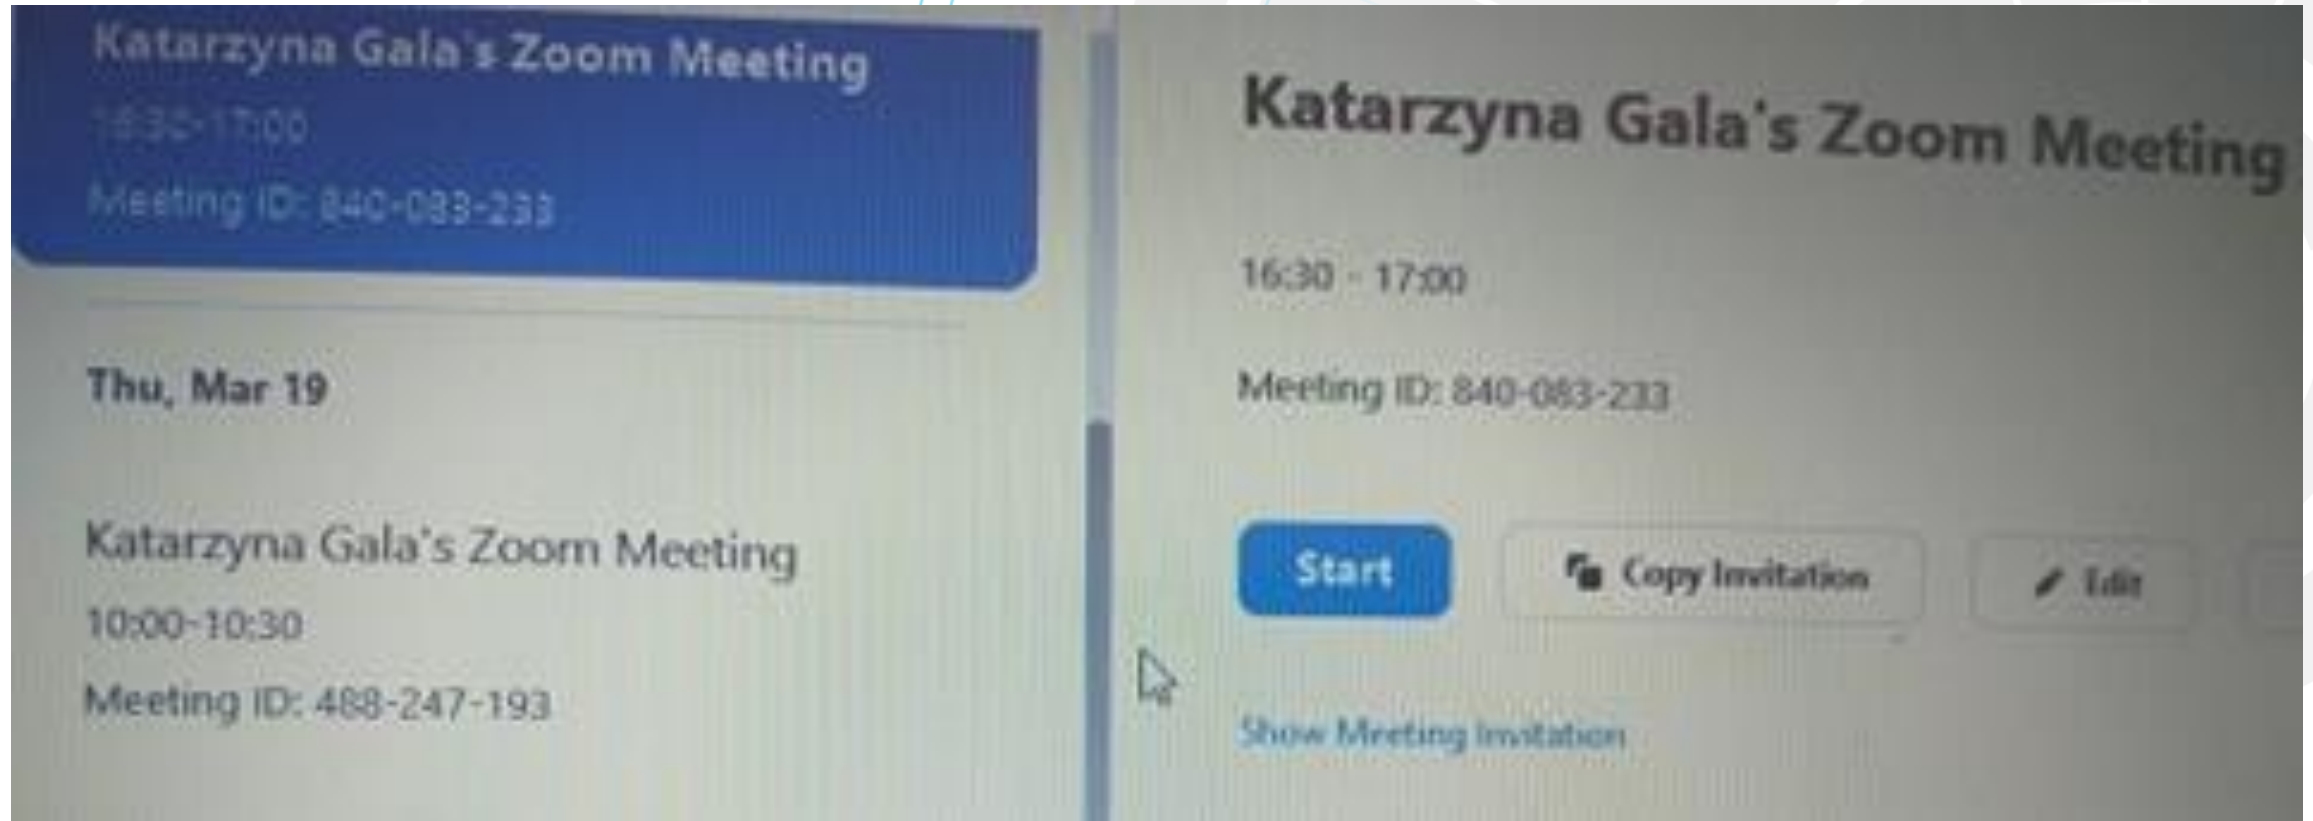 Katarzyna Gala's Zoom Meeting
16:30-17:00
Meeting ID: 840-083-233
Thu, Mar 19
Katarzyna Gala's Zoom Meeting
10:00-10:30
Meeting ID: 488-247-193
Katarzyna Gala's Zoom Meeting
16:30 - 17:00
Meeting ID: 840-083-233
Start
Copy Invitation
Edit
Show Meeting Invitation